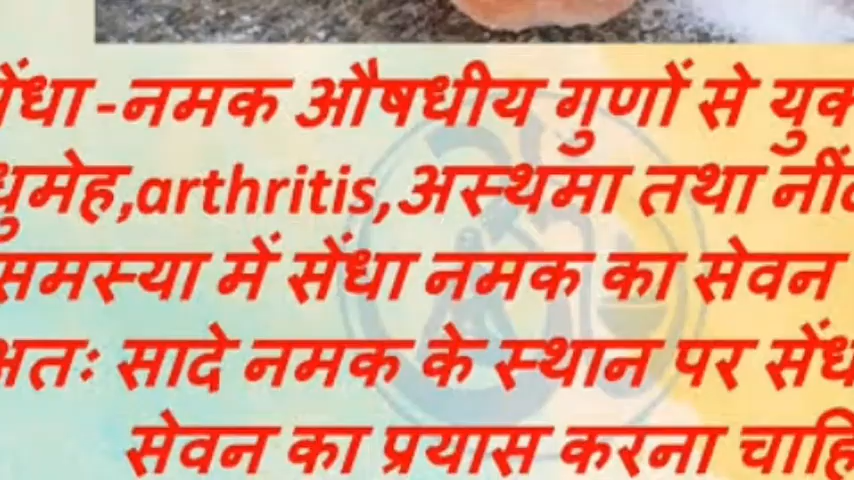 सेंधा -नमक औषधीय गुणों से
धुमेह,arthritis,अस्थमा तथा
समस्या में सेंधा नमक का सेवन
अतः सादे नमक के स्थान पर
सेवन का प्रयास करना